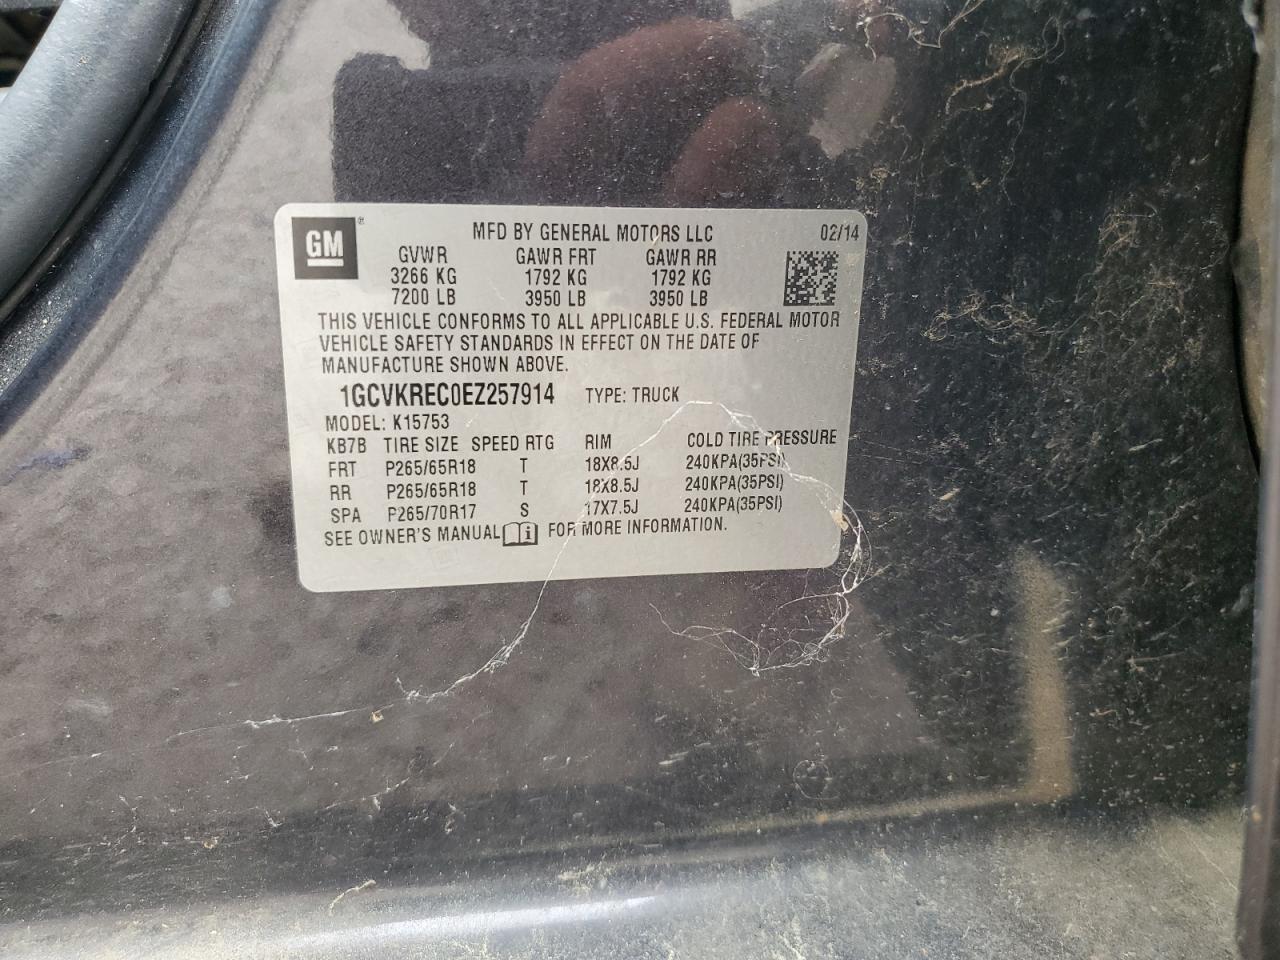 GM ®
MFD BY GENERAL MOTORS LLC 02/14
GVWR GAWR FRT GAWR RR
3266 KG 1792 KG 1792 KG
7200 LB 3950 LB 3950 LB
THIS VEHICLE CONFORMS TO ALL APPLICABLE U.S. FEDERAL MOTOR
VEHICLE SAFETY STANDARDS IN EFFECT ON THE DATE OF
MANUFACTURE SHOWN ABOVE.
1GCVKREC0EZ257914 TYPE: TRUCK
MODEL: K15753
KB7B TIRE SIZE SPEED RTG RIM COLD TIRE PRESSURE
FRT P265/65R18 T 18X8.5J 240KPA(35PSI)
RR P265/65R18 T 18X8.5J 240KPA(35PSI)
SPA P265/70R17 S 17X7.5J 240KPA(35PSI)
SEE OWNER'S MANUAL i FOR MORE INFORMATION.